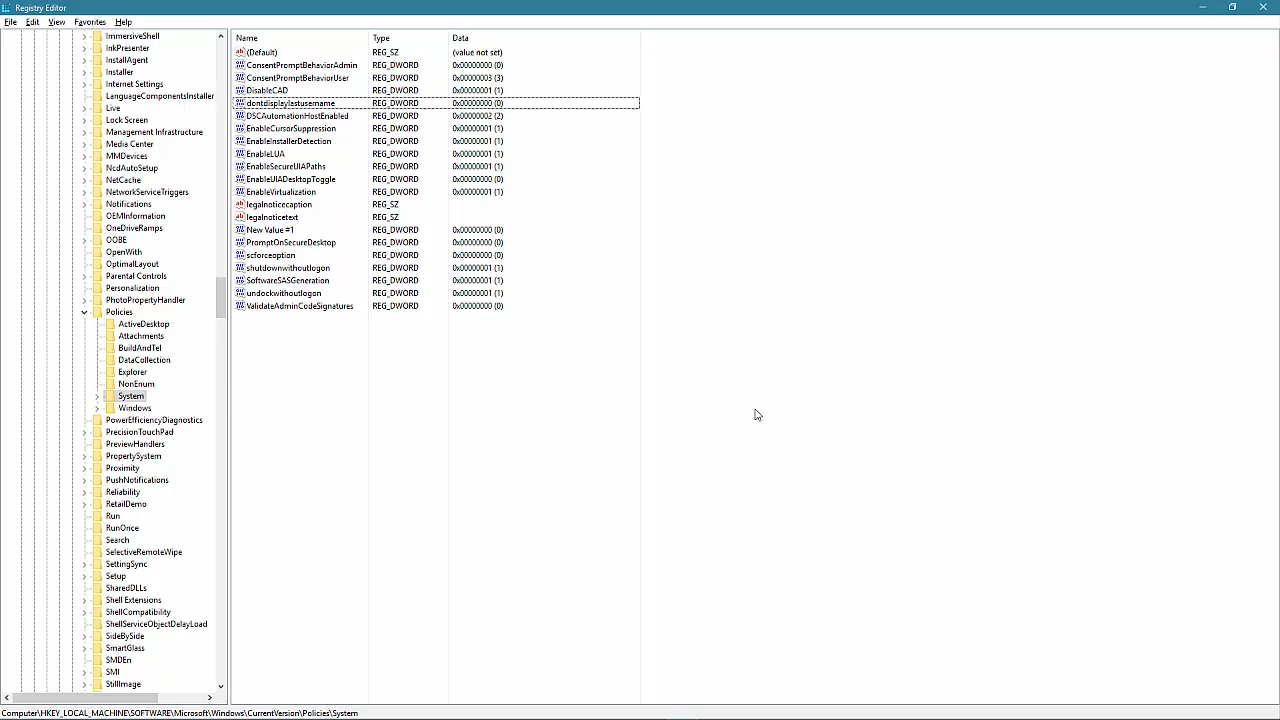 Registry Editor
File Edit View Favorites Help
ImmersiveShell
InkPresenter
InstallAgent
Installer
Internet Settings
LanguageComponentsInstaller
Live
Lock Screen
Management Infrastructure
Media Center
MMDevices
NcdAutoSetup
NetCache
NetworkServiceTriggers
Notifications
OEMInformation
OneDriveRamps
OOBE
OpenWith
OptimalLayout
Parental Controls
Personalization
PhotoPropertyHandler
Policies
ActiveDesktop
Attachments
BuildAndTel
DataCollection
Explorer
NonEnum
System
Windows
PowerEfficiencyDiagnostics
PrecisionTouchPad
PreviewHandlers
PropertySystem
Proximity
PushNotifications
Reliability
RetailDemo
Run
RunOnce
Search
SelectiveRemoteWipe
SettingSync
Setup
SharedDLLs
Shell Extensions
ShellCompatibility
ShellServiceObjectDelayLoad
SideBySide
SmartGlass
SMDEn
SMI
StillImage
Name Type Data
(Default) REG_SZ (value not set)
ConsentPromptBehaviorAdmin REG_DWORD 0x00000000 (0)
ConsentPromptBehaviorUser REG_DWORD 0x00000003 (3)
DisableCAD REG_DWORD 0x00000001 (1)
dontdisplaylastusername REG_DWORD 0x00000000 (0)
DSCAutomationHostEnabled REG_DWORD 0x00000002 (2)
EnableCursorSuppression REG_DWORD 0x00000001 (1)
EnableInstallerDetection REG_DWORD 0x00000001 (1)
EnableLUA REG_DWORD 0x00000001 (1)
EnableSecureUIAPaths REG_DWORD 0x00000001 (1)
EnableUIADesktopToggle REG_DWORD 0x00000000 (0)
EnableVirtualization REG_DWORD 0x00000001 (1)
legalnoticecaption REG_SZ
legalnoticetext REG_SZ
New Value #1 REG_DWORD 0x00000000 (0)
PromptOnSecureDesktop REG_DWORD 0x00000000 (0)
scforceoption REG_DWORD 0x00000000 (0)
shutdownwithoutlogon REG_DWORD 0x00000001 (1)
SoftwareSASGeneration REG_DWORD 0x00000001 (1)
undockwithoutlogon REG_DWORD 0x00000001 (1)
ValidateAdminCodeSignatures REG_DWORD 0x00000000 (0)
Computer\HKEY_LOCAL_MACHINE\SOFTWARE\Microsoft\Windows\CurrentVersion\Policies\System